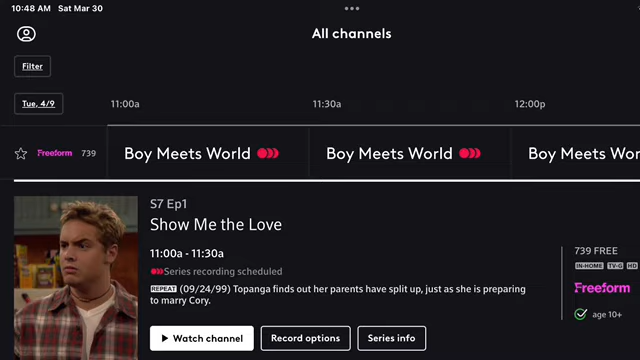 10:48 AM Sat Mar 30
All channels
Filter
Tue, 4/9 11:00a 11:30a 12:00p
Freeform 739 Boy Meets World Boy Meets World Boy Meets Wo
S7 Ep1
Show Me the Love
11:00a - 11:30a
Series recording scheduled
REPEAT (09/24/99) Topanga finds out her parents have split up, just as she is preparing
to marry Cory.
739 FREE
IN-HOME TV-G HD
Freeform
age 10+
Watch channel Record options Series info